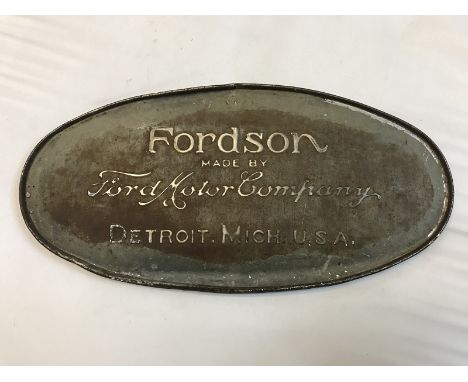 Fordson
MADE BY
Ford Motor Company
DETROIT. MICH. U.S.A.